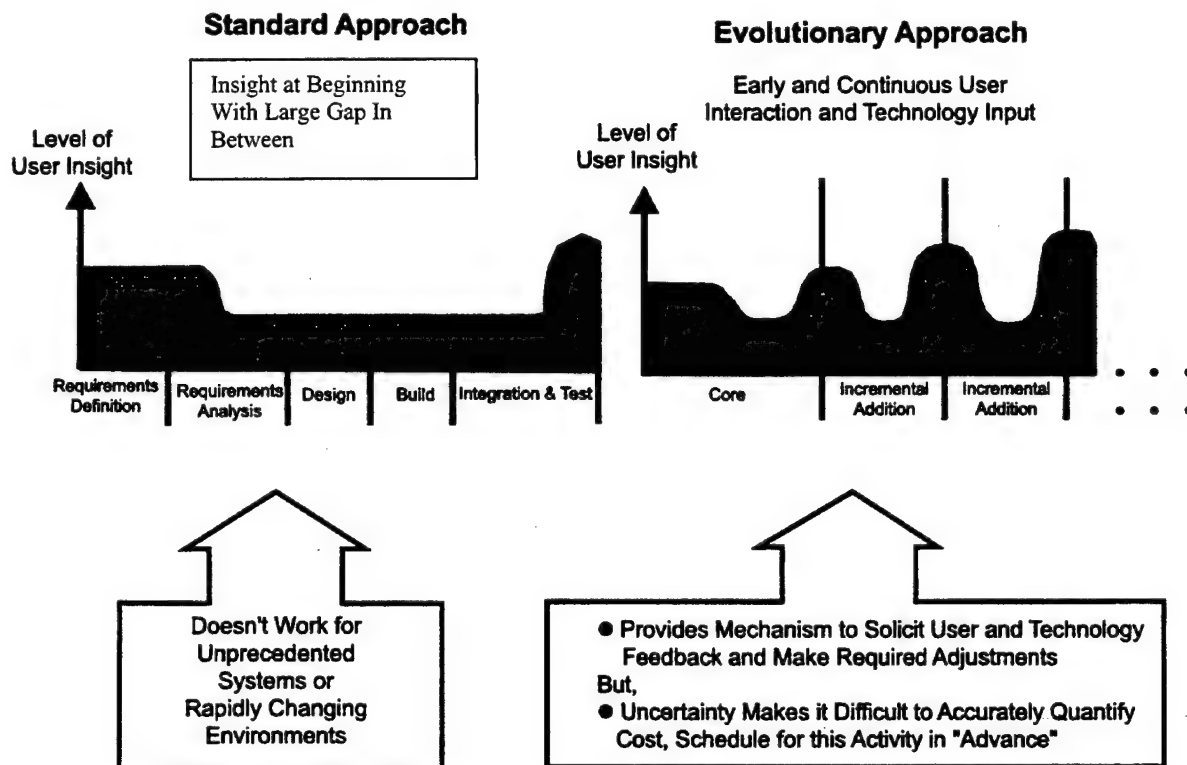 Standard Approach
Insight at Beginning
With Large Gap In
Between
Level of
User Insight
Requirements
Definition
Requirements
Analysis
Design
Build
Integration & Test
Doesn't Work for
Unprecedented
Systems or
Rapidly Changing
Environments
Evolutionary Approach
Early and Continuous User
Interaction and Technology Input
Level of
User Insight
Core
Incremental
Addition
Incremental
Addition
● Provides Mechanism to Solicit User and Technology
Feedback and Make Required Adjustments
But,
● Uncertainty Makes it Difficult to Accurately Quantify
Cost, Schedule for this Activity in "Advance"